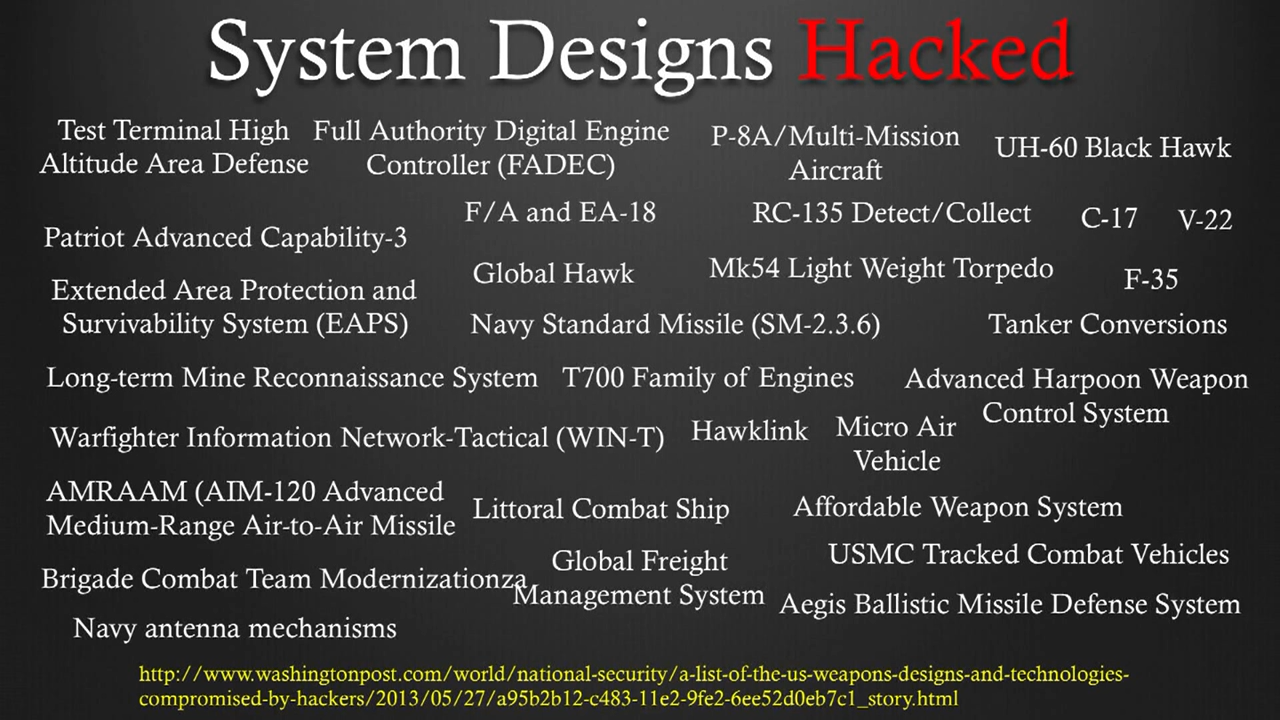 System Designs Hacked
Test Terminal High
Altitude Area Defense
Full Authority Digital Engine
Controller (FADEC)
P-8A/Multi-Mission
Aircraft
UH-60 Black Hawk
Patriot Advanced Capability-3
F/A and EA-18
RC-135 Detect/Collect
C-17
V-22
Extended Area Protection and
Survivability System (EAPS)
Global Hawk
Mk54 Light Weight Torpedo
F-35
Navy Standard Missile (SM-2.3.6)
Tanker Conversions
Long-term Mine Reconnaissance System
T700 Family of Engines
Advanced Harpoon Weapon
Control System
Warfighter Information Network-Tactical (WIN-T)
Hawklink
Micro Air
Vehicle
AMRAAM (AIM-120 Advanced
Medium-Range Air-to-Air Missile
Littoral Combat Ship
Affordable Weapon System
Brigade Combat Team Modernizationza
Global Freight
Management System
USMC Tracked Combat Vehicles
Aegis Ballistic Missile Defense System
Navy antenna mechanisms
http://www.washingtonpost.com/world/national-security/a-list-of-the-us-weapons-designs-and-technologies-
compromised-by-hackers/2013/05/27/a95b2b12-c483-11e2-9fe2-6ee52d0eb7c1_story.html